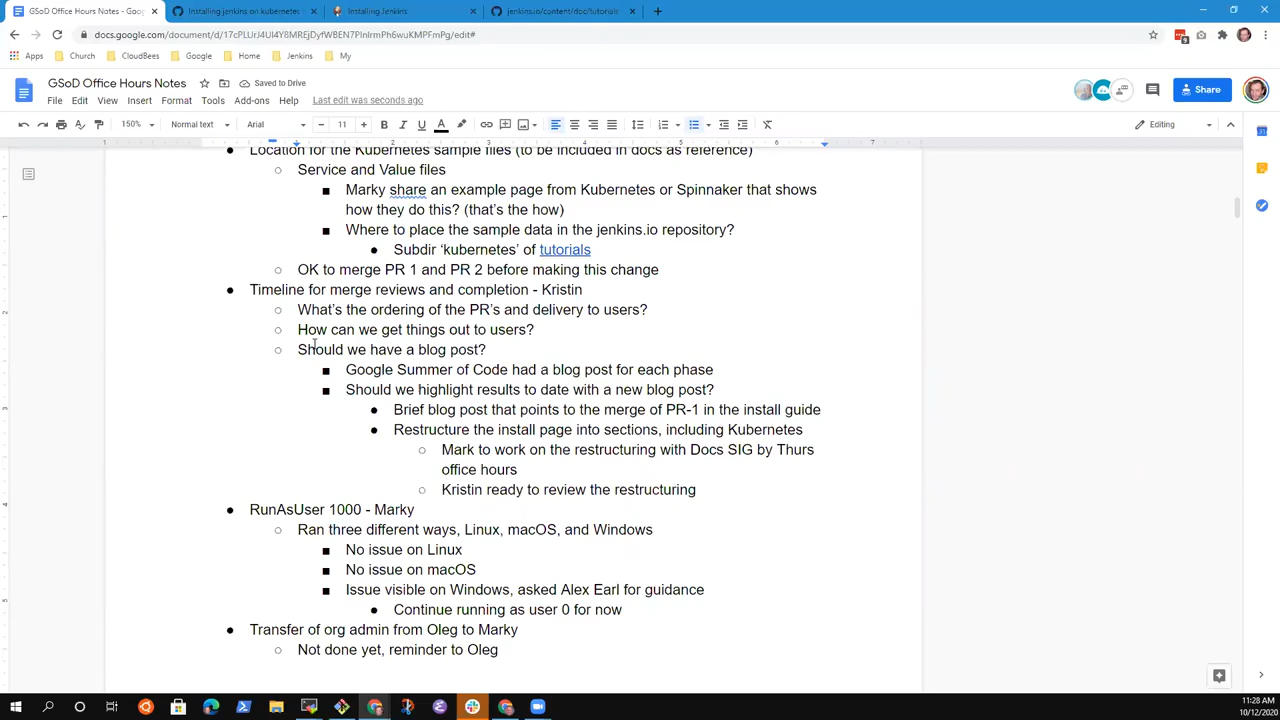 GSoD Office Hours Notes - Goog
Installing jenkins on kubernetes
Installing Jenkins
jenkins.io/content/doc/tutorials
docs.google.com/document/d/17cPLUrJ4UI4Y8MREjDyfWBEN7PInIrmPh6wuKMPFmPg/edit#
Apps
Church
CloudBees
Google
Home
Jenkins
My
GSoD Office Hours Notes
Saved to Drive
File Edit View Insert Format Tools Add-ons Help Last edit was seconds ago
Share
150% Normal text Arial 11 Editing
1 1 2 3 4 5 6 7
Location for the Kubernetes sample files (to be included in docs as reference)
Service and Value files
Marky share an example page from Kubernetes or Spinnaker that shows
how they do this? (that's the how)
Where to place the sample data in the jenkins.io repository?
Subdir 'kubernetes' of tutorials
OK to merge PR 1 and PR 2 before making this change
Timeline for merge reviews and completion - Kristin
What's the ordering of the PR's and delivery to users?
How can we get things out to users?
Should we have a blog post?
Google Summer of Code had a blog post for each phase
Should we highlight results to date with a new blog post?
Brief blog post that points to the merge of PR-1 in the install guide
Restructure the install page into sections, including Kubernetes
Mark to work on the restructuring with Docs SIG by Thurs
office hours
Kristin ready to review the restructuring
RunAsUser 1000 - Marky
Ran three different ways, Linux, macOS, and Windows
No issue on Linux
No issue on macOS
Issue visible on Windows, asked Alex Earl for guidance
Continue running as user 0 for now
Transfer of org admin from Oleg to Marky
Not done yet, reminder to Oleg
11:28 AM
10/12/2020